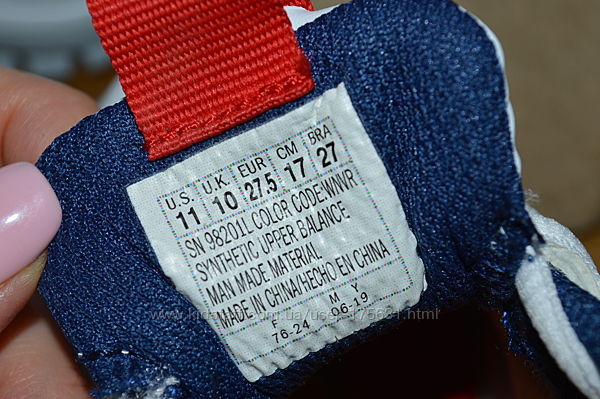 U.S. U.K. EUR CM BRA
11 10 27.5 17 27
SN 98201L COLOR CODE-WNVR
SYNTHETIC UPPER BALANCE
MAN MADE MATERIAL
MADE IN CHINA/HECHO EN CHINA
F M Y
76-24 06-19